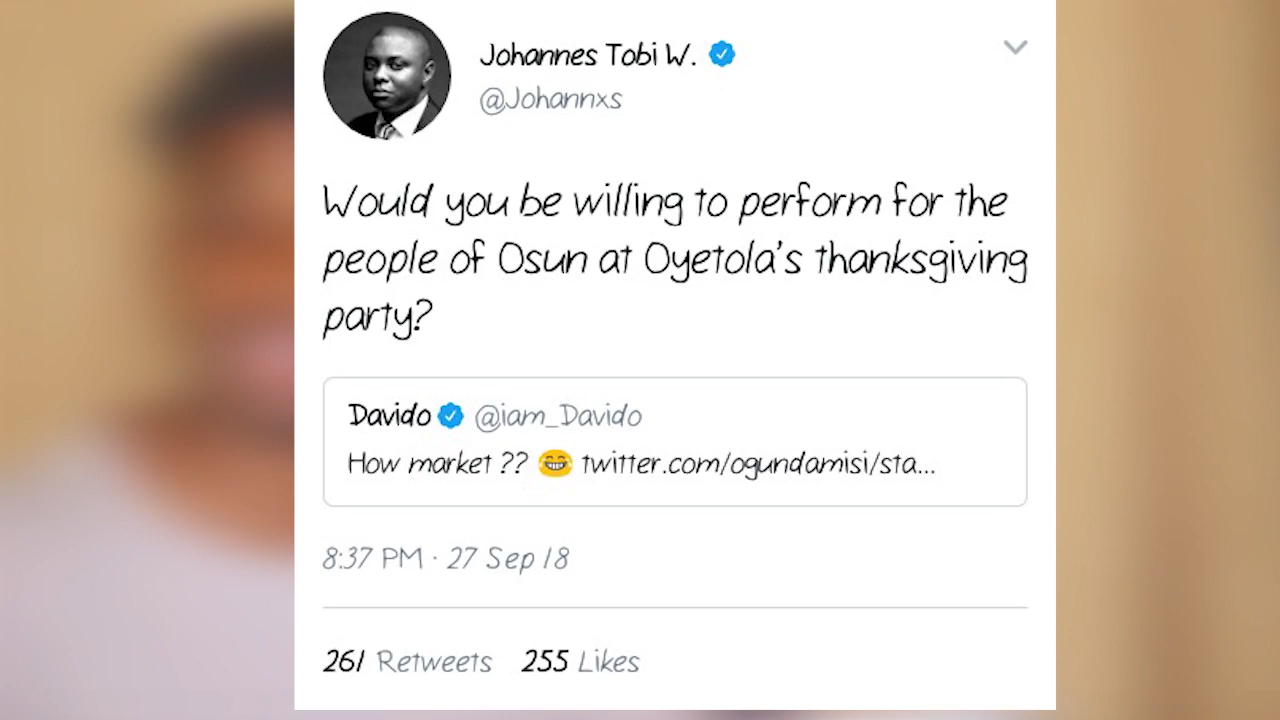 Johannes Tobi W.
@Johannxs
Would you be willing to perform for the
people of Osun at Oyetola's thanksgiving
party?
Davido @iam_Davido
How market ?? 😂 twitter.com/ogundamisi/sta...
8:37 PM · 27 Sep 18
261 Retweets 255 Likes